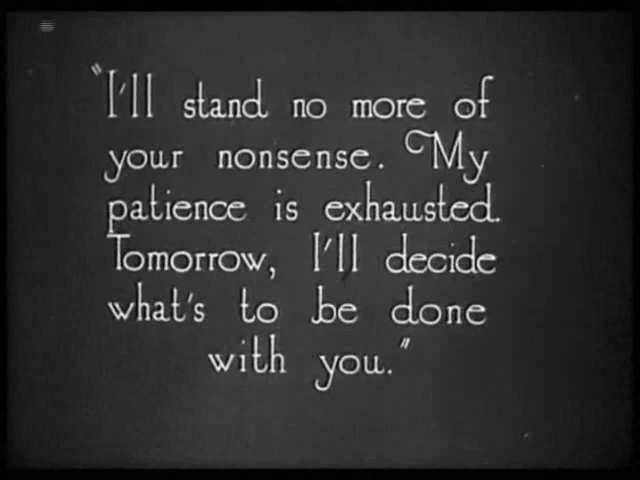 "I'll stand no more of
your nonsense. My
patience is exhausted.
Tomorrow, I'll decide
what's to be done
with you."